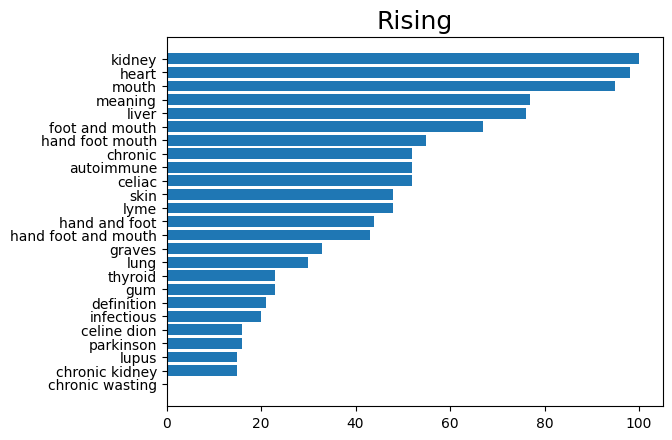 Rising
kidney
heart
mouth
meaning
liver
foot and mouth
hand foot mouth
chronic
autoimmune
celiac
skin
lyme
hand and foot
hand foot and mouth
graves
lung
thyroid
gum
definition
infectious
celine dion
parkinson
lupus
chronic kidney
chronic wasting
0 20 40 60 80 100